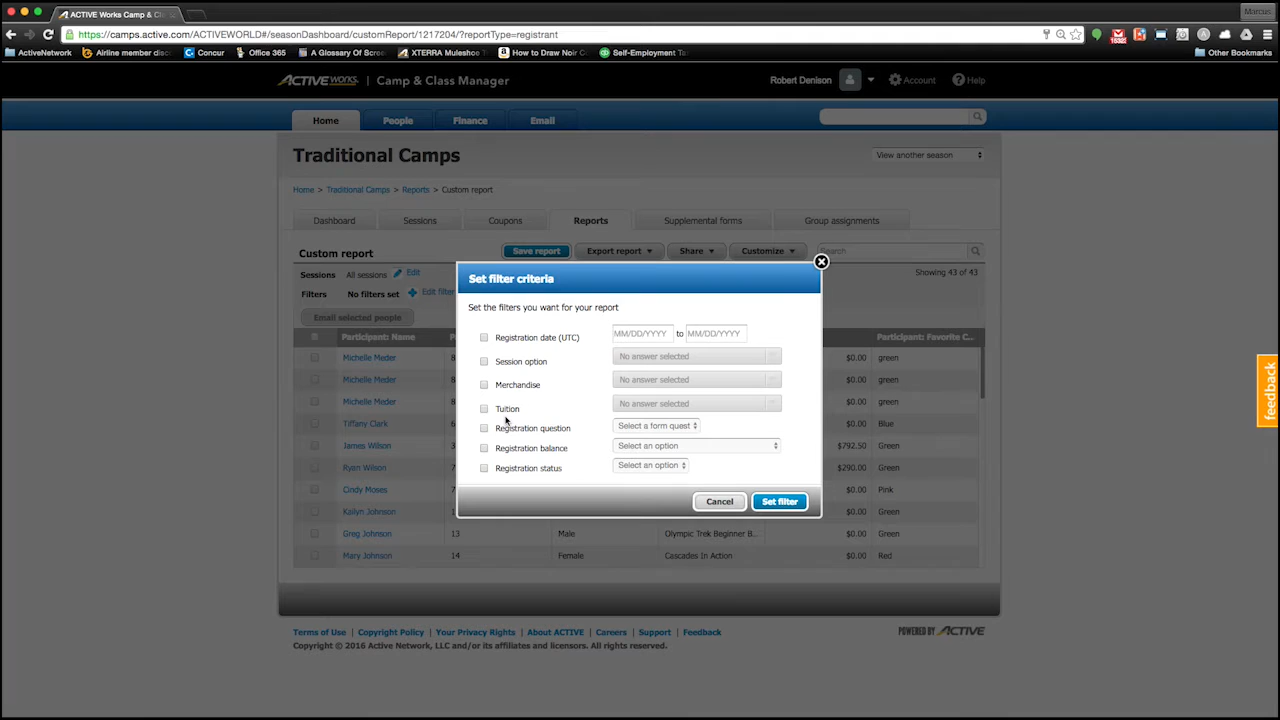 ACTIVE Works Camp & Cl
Marcus
https://camps.active.com/ACTIVEWORLD#/seasonDashboard/customReport/1217204/?reportType=registrant
ActiveNetwork Airline member disc Concur Office 365 A Glossary Of Scre XTERRA Muleshoe T How to Draw Noir C Self-Employment Ta Other Bookmarks
ACTIVEWORKS. Camp & Class Manager Robert Denison Account Help
Home People Finance Email
Traditional Camps View another season
Home > Traditional Camps > Reports > Custom report
Dashboard Sessions Coupons Reports Supplemental forms Group assignments
Custom report Save report Export report Share Customize Search
Sessions All sessions Edit Showing 43 of 43
Filters No filters set Edit filter
Email selected people
Set filter criteria
Set the filters you want for your report
Registration date (UTC) MM/DD/YYYY to MM/DD/YYYY
Session option No answer selected
Merchandise No answer selected
Tuition No answer selected
Registration question Select a form quest
Registration balance Select an option
Registration status Select an option
Cancel Set filter
Participant: Name Participant: Favorite C...
Michelle Meder 8 $0.00 green
Michelle Meder 8 $0.00 green
Michelle Meder 8 $0.00 green
Tiffany Clark $0.00 Blue
James Wilson 3 $792.50 green
Ryan Wilson $290.00 green
Cindy Moses $0.00 Pink
Kailyn Johnson 1 $0.00 Green
Greg Johnson 13 Male Olympic Trek Beginner B... $0.00 Green
Mary Johnson 14 Female Cascades In Action $0.00 Red
feedback
Terms of Use | Copyright Policy | Your Privacy Rights | About ACTIVE | Careers | Support | Feedback POWERED BY ACTIVE
Copyright © 2016 Active Network, LLC and/or its affiliates and licensors. All rights reserved.